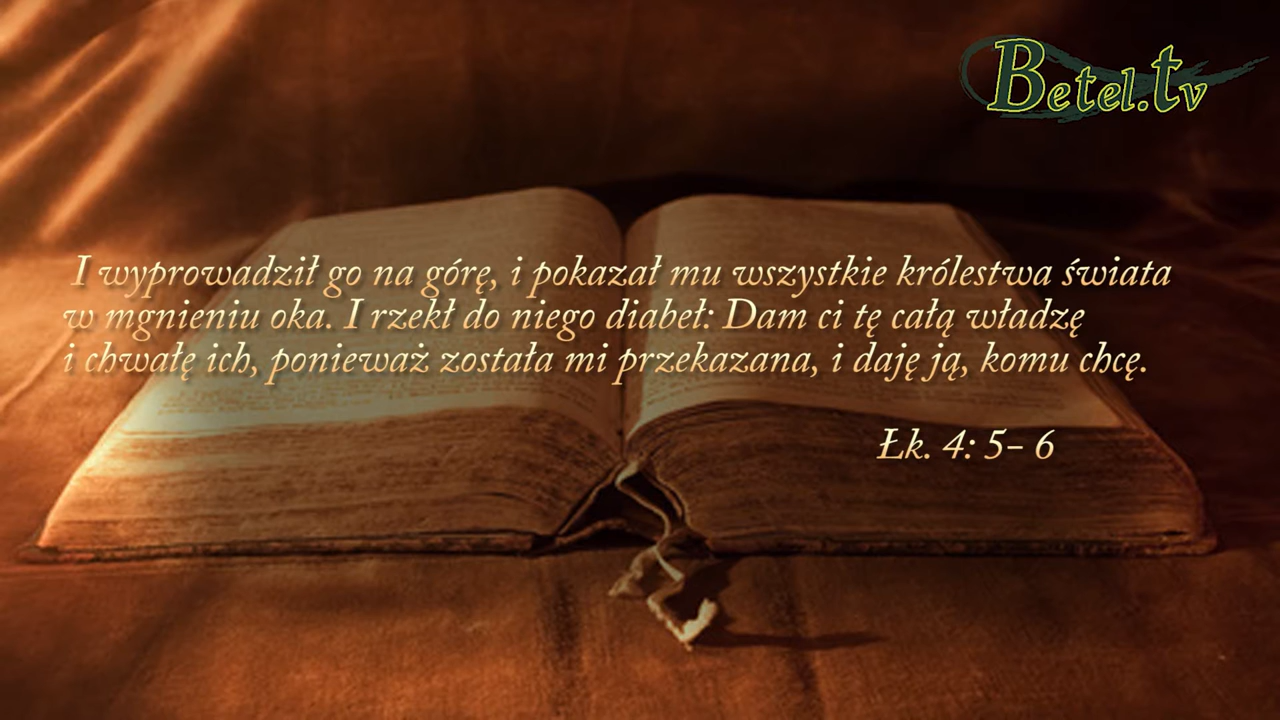 Betel.tv
I wyprowadził go na górę, i pokazał mu wszystkie królestwa świata
w mgnieniu oka. I rzekł do niego diabeł: Dam ci tę całą władzę
i chwałę ich, ponieważ została mi przekazana, i daję ją, komu chcę.
Łk. 4: 5– 6